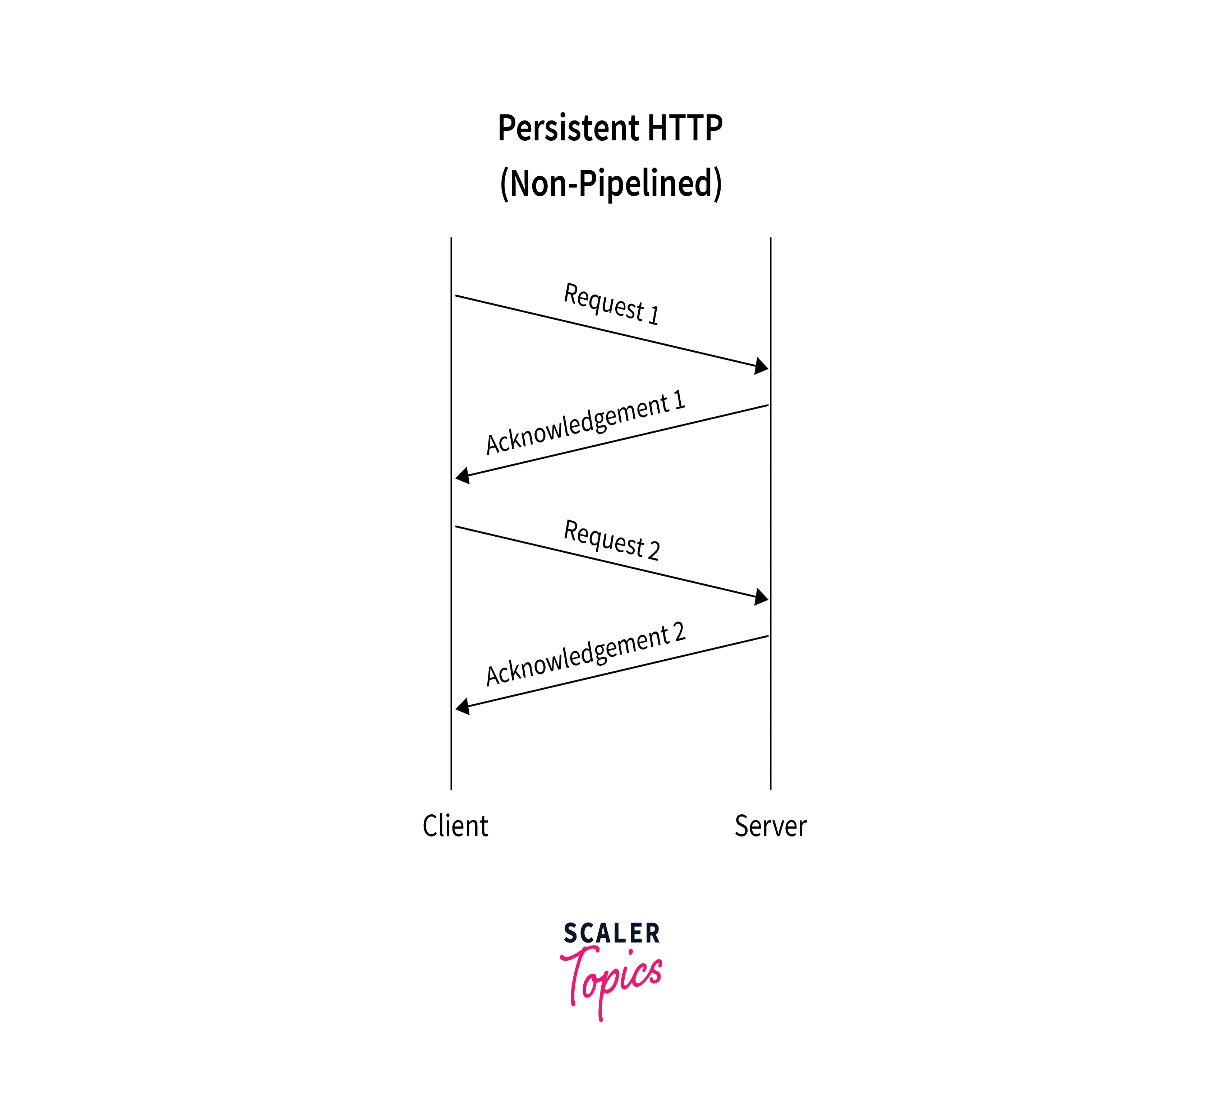 Persistent HTTP
(Non-Pipelined)
Request 1
Acknowledgement 1
Request 2
Acknowledgement 2
Client
Server
SCALER
Topics